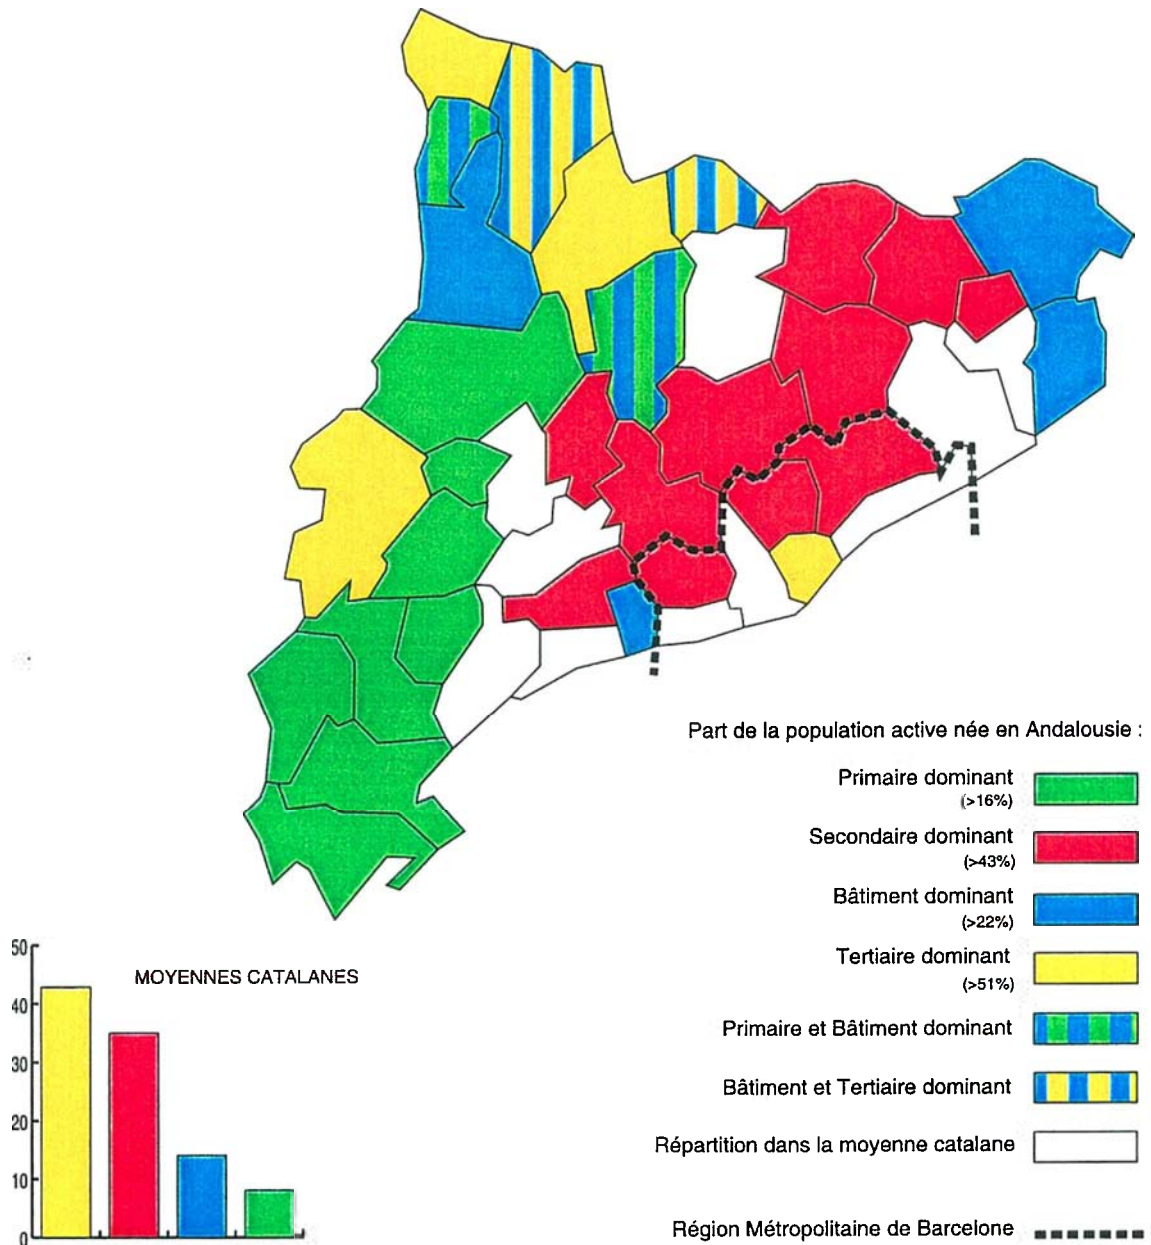 Part de la population active née en Andalousie :
Primaire dominant
(>16%)
Secondaire dominant
(>43%)
Bâtiment dominant
(>22%)
Tertiaire dominant
(>51%)
Primaire et Bâtiment dominant
Bâtiment et Tertiaire dominant
Répartition dans la moyenne catalane
Région Métropolitaine de Barcelone
MOYENNES CATALANES
50
40
30
20
10
0